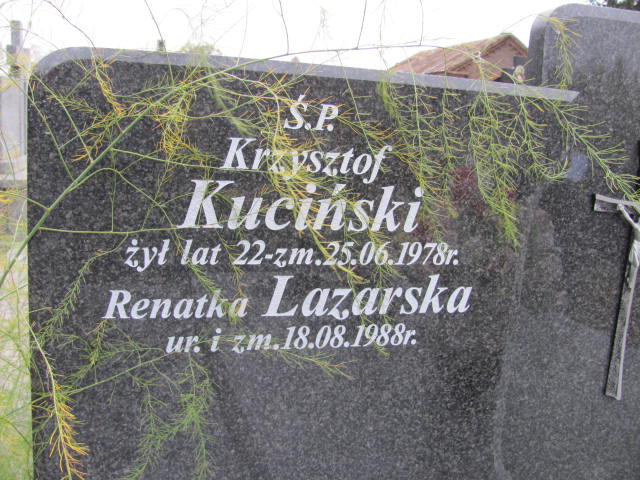 Ś.P.
Krzysztof
Kuciński
żył lat 22-zm.25.06.1978r.
Renatka Lazarska
ur. i zm.18.08.1988r.